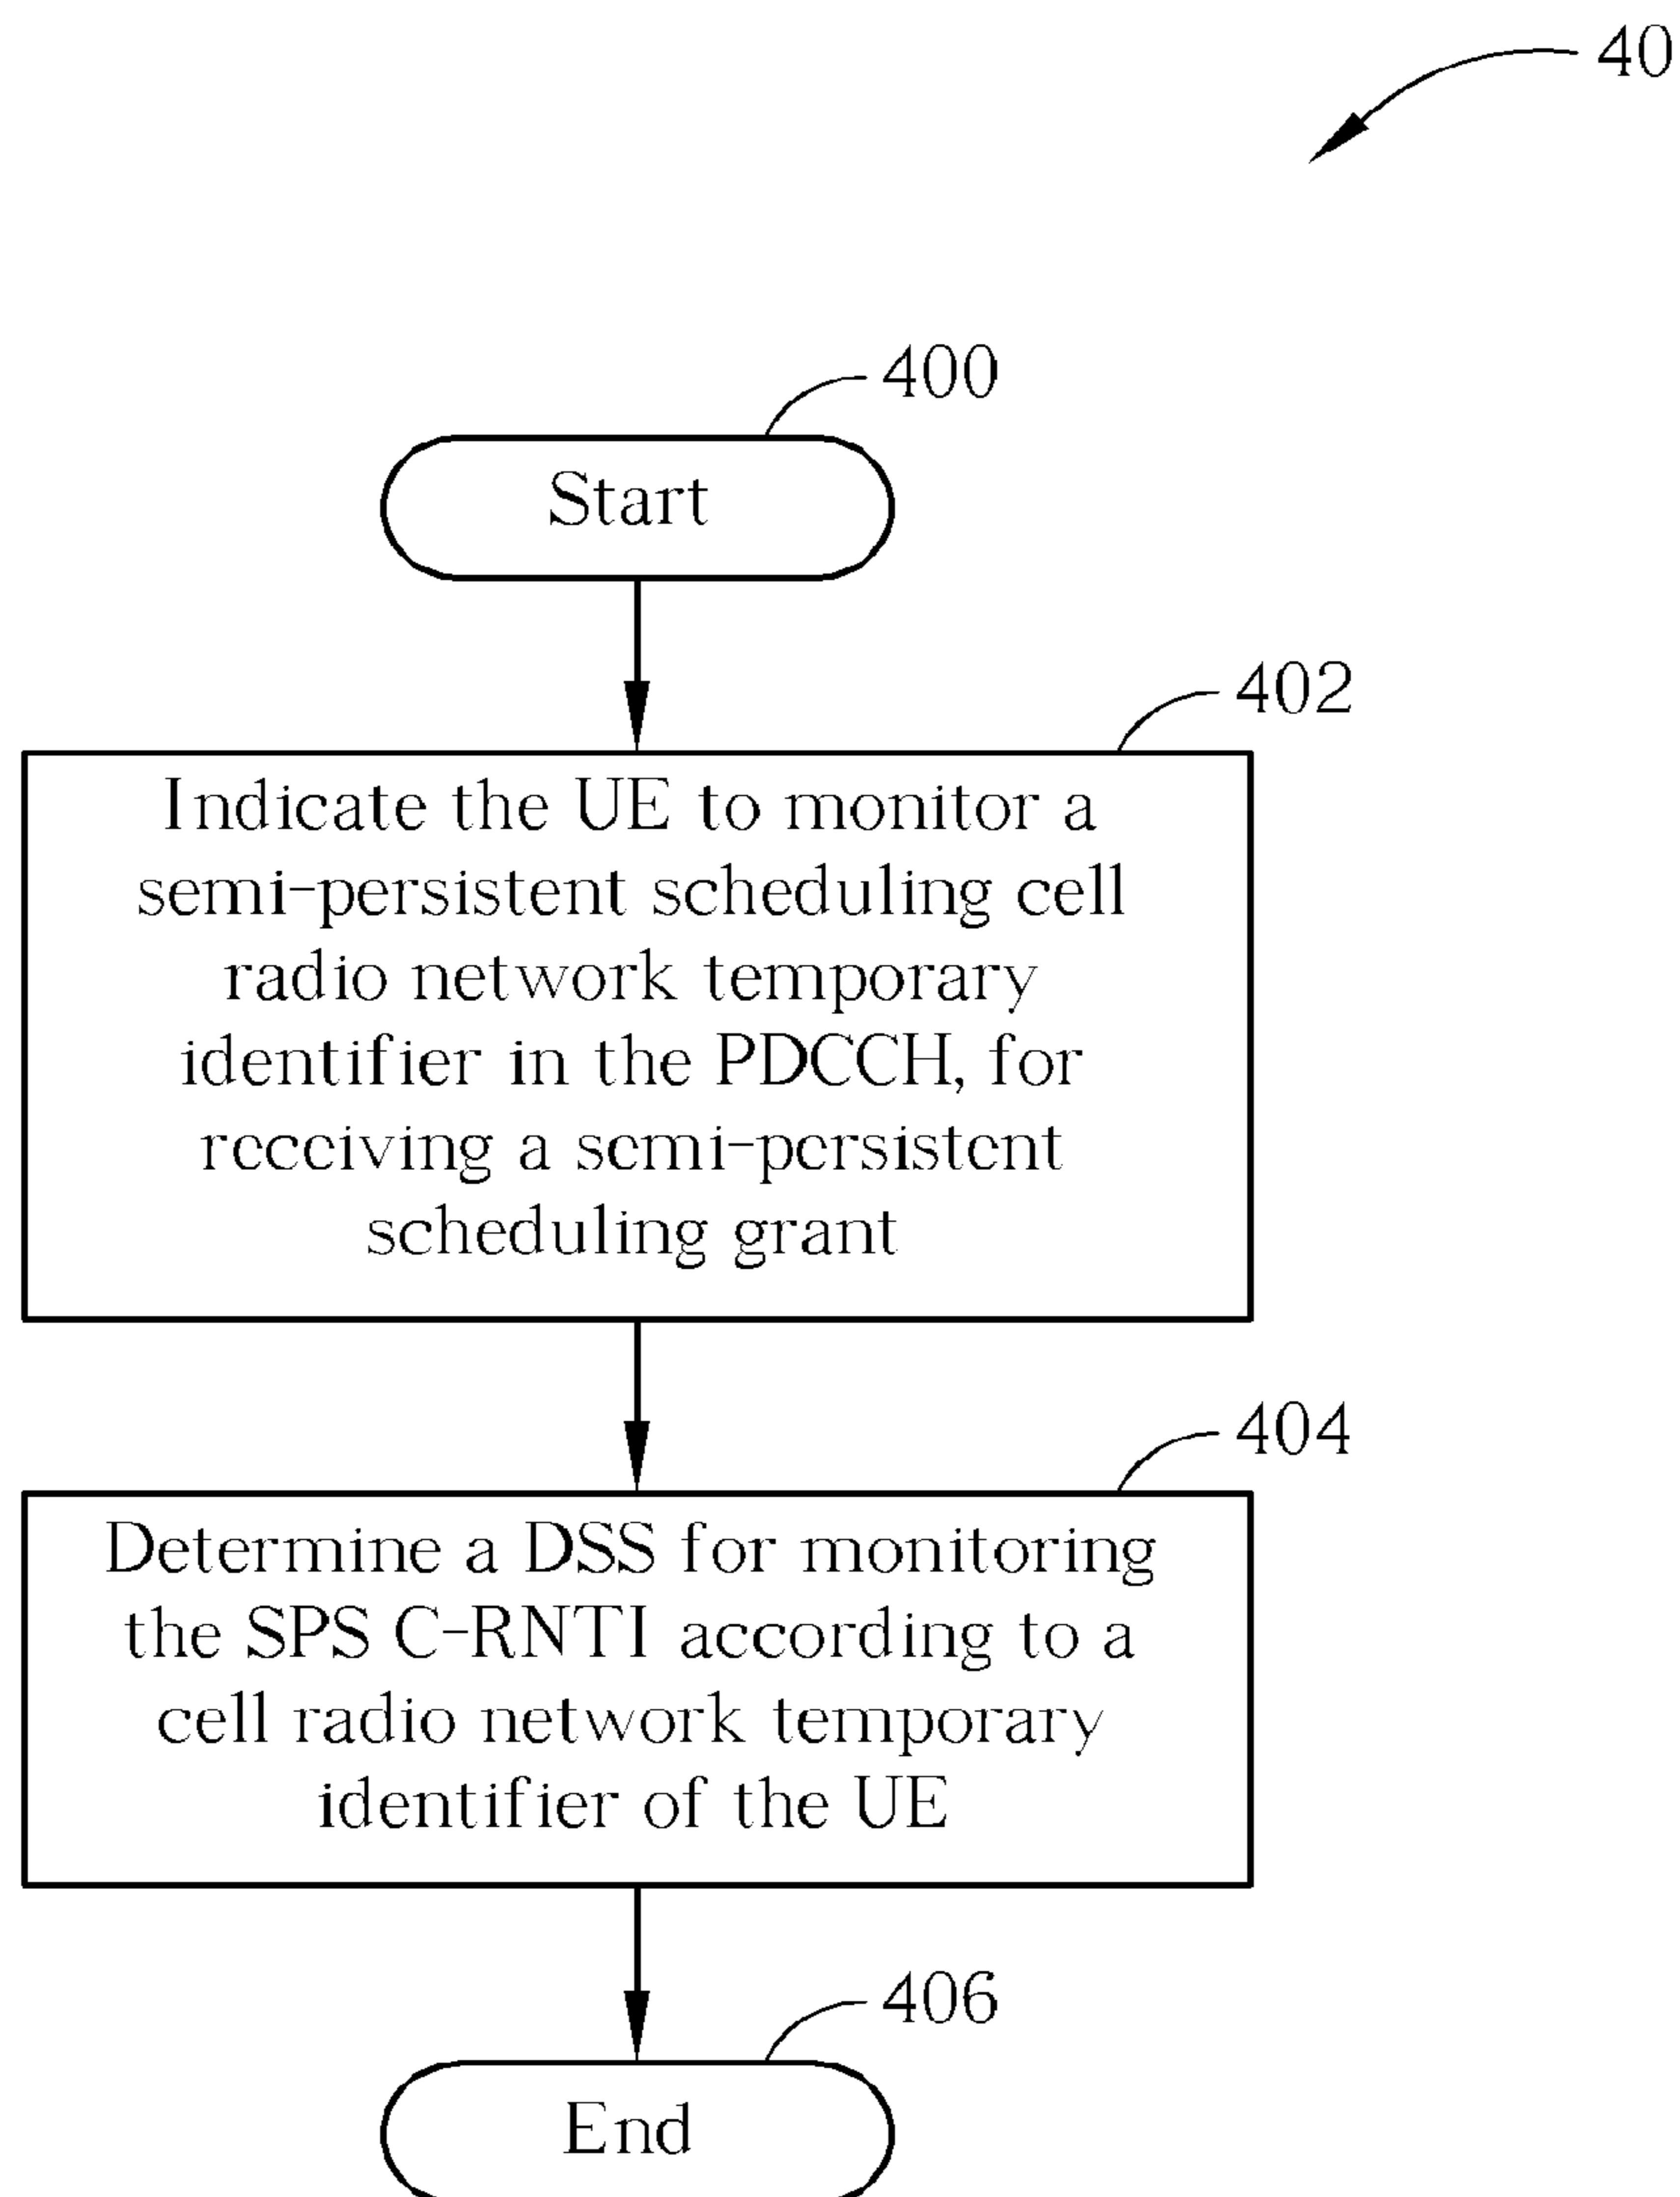 40
400
Start
402
Indicate the UE to monitor a
semi-persistent scheduling cell
radio network temporary
identifier in the PDCCH, for
receiving a semi-persistent
scheduling grant
404
Determine a DSS for monitoring
the SPS C-RNTI according to a
cell radio network temporary
identifier of the UE
406
End